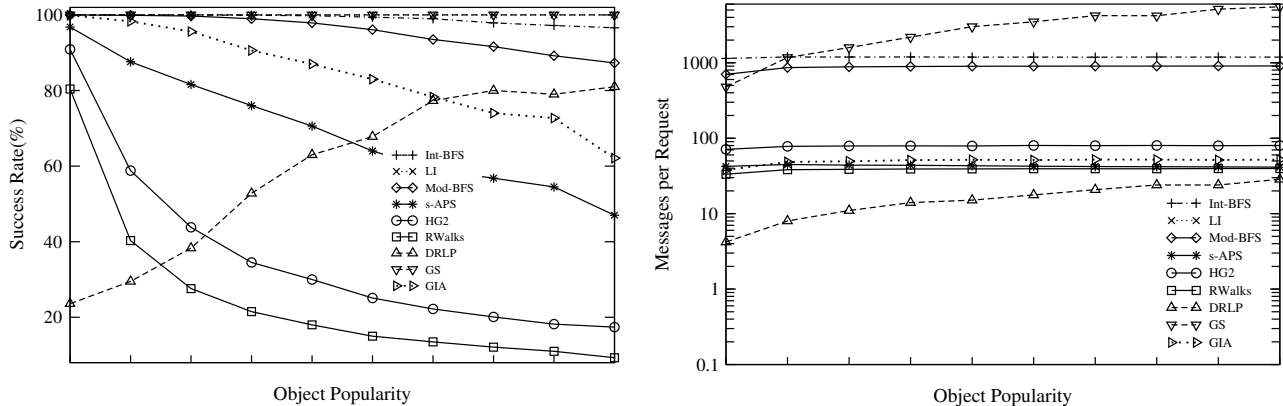 100
80
60
40
20
Success Rate(%)
Int-BFS
LI
Mod-BFS
s-APS
HG2
RWalks
DRLP
GS
GIA
Object Popularity
1000
100
10
1
0.1
Messages per Request
Int-BFS
LI
Mod-BFS
s-APS
HG2
RWalks
DRLP
GS
GIA
Object Popularity